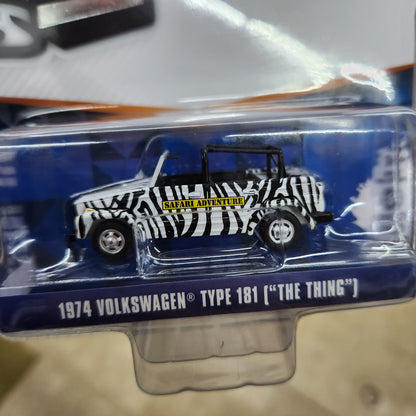 SAFARI ADVENTURE
1974 VOLKSWAGEN® TYPE 181 ("THE THING")